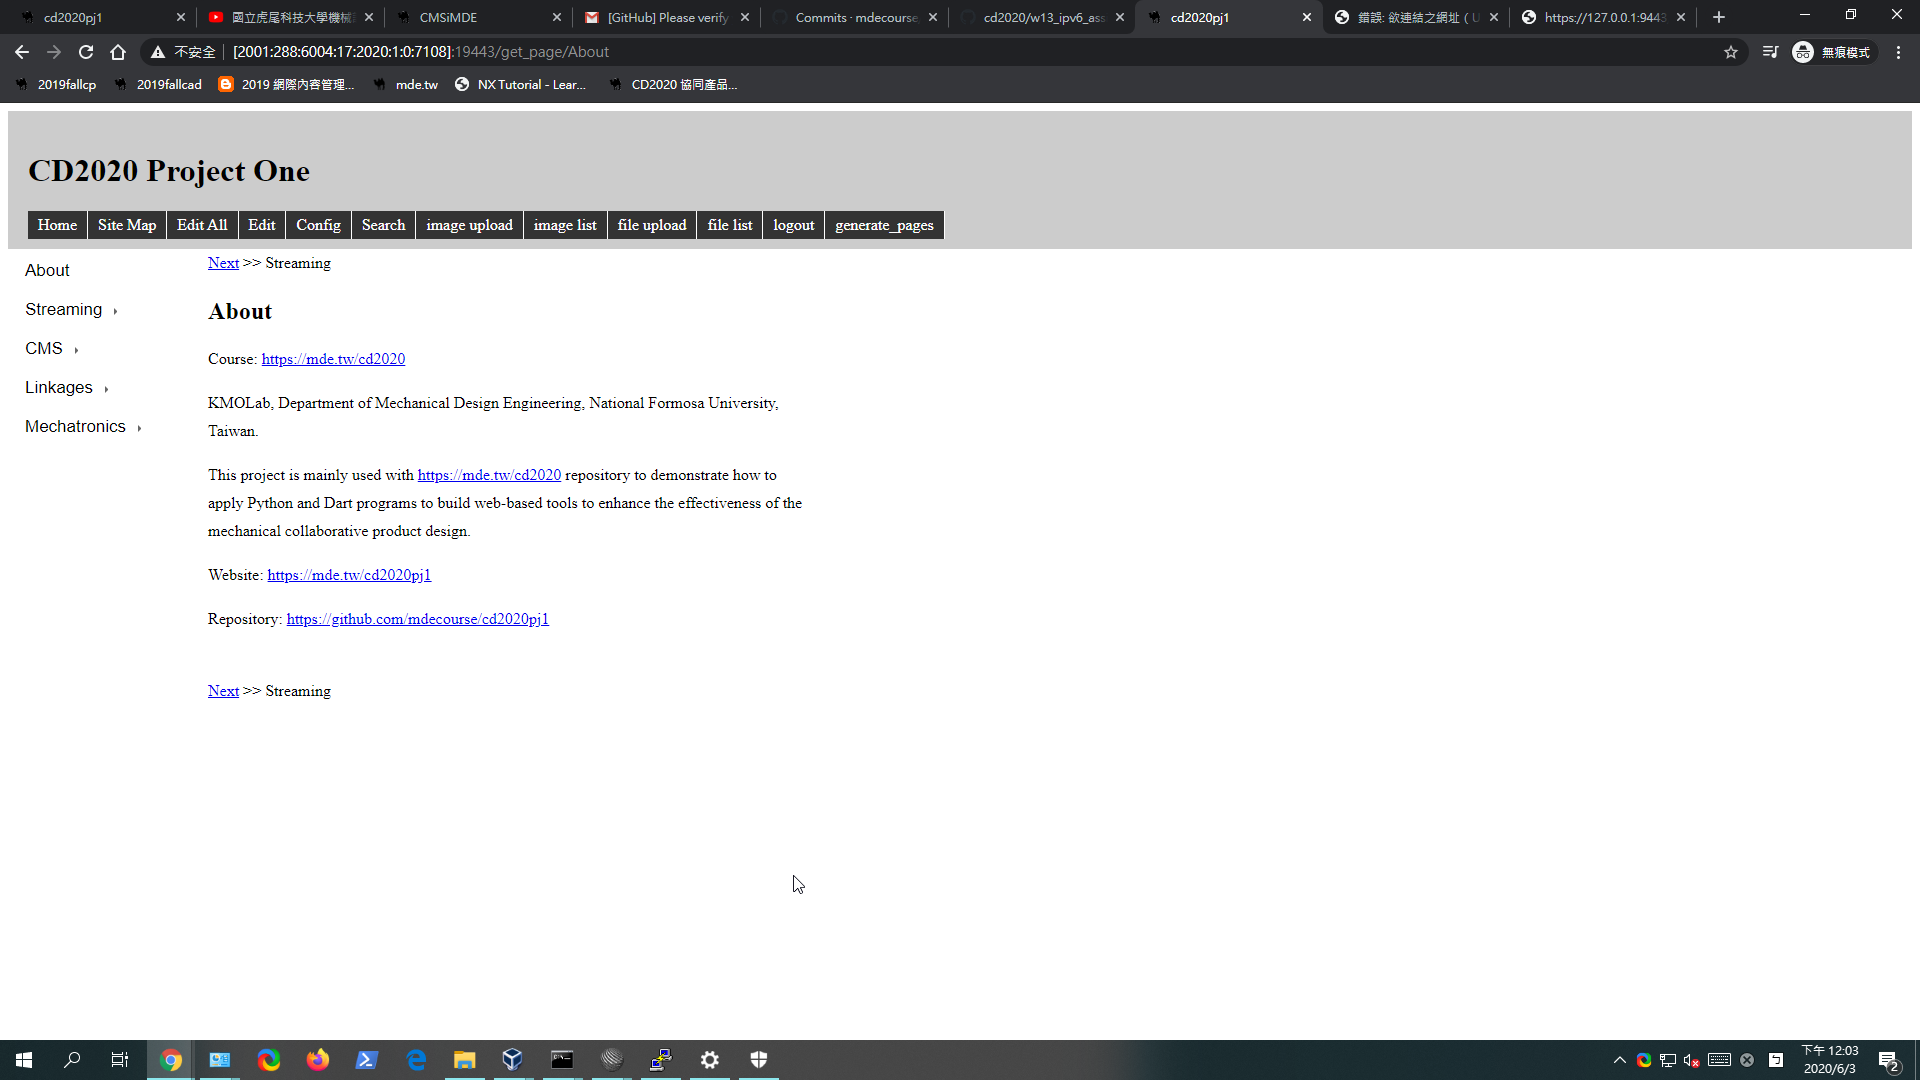 cd2020pj1
國立虎尾科技大學機械
CMSiMDE
[GitHub] Please verify
Commits · mdecourse
cd2020/w13_ipv6_ass
cd2020pj1
錯誤: 欲連結之網址 ( U
https://127.0.0.1:9443
不安全 [2001:288:6004:17:2020:1:0:7108]:19443/get_page/About
無痕模式
2019fallcp
2019fallcad
2019 網際內容管理...
mde.tw
NX Tutorial - Lear...
CD2020 協同產品...
CD2020 Project One
Home
Site Map
Edit All
Edit
Config
Search
image upload
image list
file upload
file list
logout
generate_pages
About
Streaming
CMS
Linkages
Mechatronics
Next >> Streaming
About
Course: https://mde.tw/cd2020
KMOLab, Department of Mechanical Design Engineering, National Formosa University,
Taiwan.
This project is mainly used with https://mde.tw/cd2020 repository to demonstrate how to
apply Python and Dart programs to build web-based tools to enhance the effectiveness of the
mechanical collaborative product design.
Website: https://mde.tw/cd2020pj1
Repository: https://github.com/mdecourse/cd2020pj1
Next >> Streaming
下午 12:03
2020/6/3
2